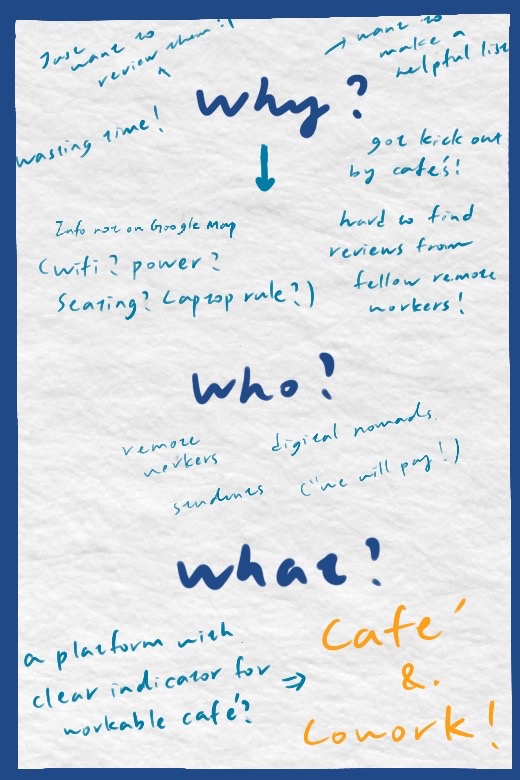 Just want to
review them!!
→ want to
make a
helpful list
why?
wasting time!
got kick out
by café's!
Info not on Google Map
(wifi? power?
Seating? Laptop rule?)
hard to find
reviews from
fellow remote
workers!
who?
remote
workers
digital nomads.
students
("we will pay!")
what?
a platform with
clear indicator for
workable café?
⇒
Café
&.
Cowork!